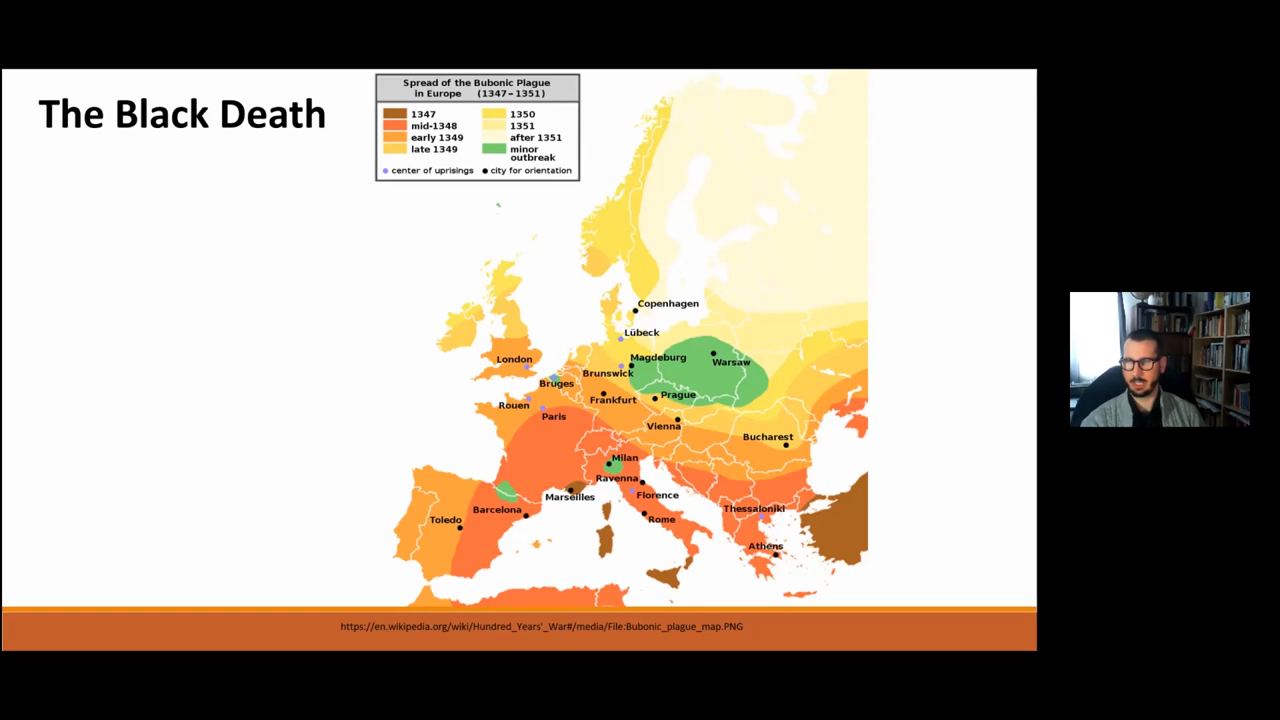 The Black Death
Spread of the Bubonic Plague
in Europe (1347–1351)
1347
mid-1348
early 1349
late 1349
1350
1351
after 1351
minor
outbreak
center of uprisings
city for orientation
Copenhagen
Lübeck
Magdeburg
Warsaw
London
Brunswick
Bruges
Prague
Frankfurt
Rouen
Paris
Vienna
Bucharest
Milan
Ravenna
Marseilles
Florence
Barcelona
Thessaloniki
Toledo
Rome
Athens
https://en.wikipedia.org/wiki/Hundred_Years'_War#/media/File:Bubonic_plague_map.PNG